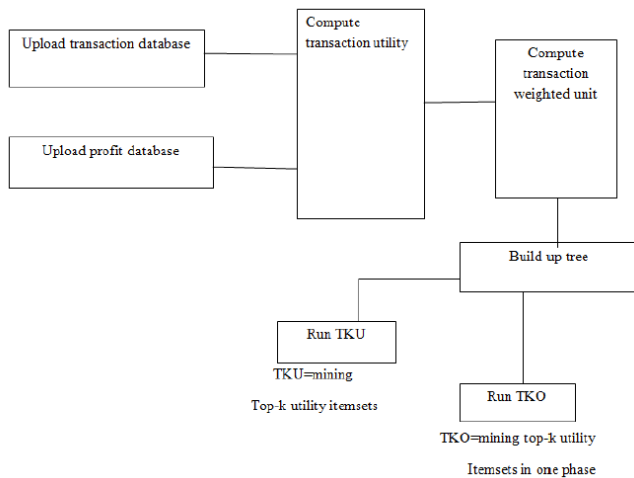 Upload transaction database
Compute
transaction utility
Compute
transaction
weighted unit
Upload profit database
Build up tree
Run TKU
TKU=mining
Top-k utility itemsets
Run TKO
TKO=mining top-k utility
Itemsets in one phase